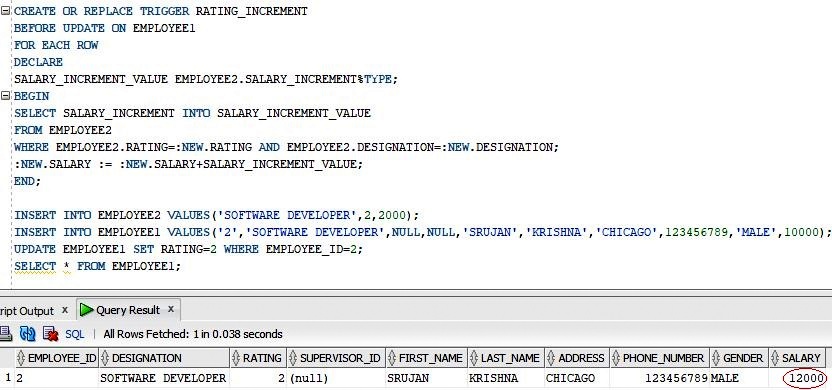 CREATE OR REPLACE TRIGGER RATING_INCREMENT
BEFORE UPDATE ON EMPLOYEE1
FOR EACH ROW
DECLARE
SALARY_INCREMENT_VALUE EMPLOYEE2.SALARY_INCREMENT%TYPE;
BEGIN
SELECT SALARY_INCREMENT INTO SALARY_INCREMENT_VALUE
FROM EMPLOYEE2
WHERE EMPLOYEE2.RATING=:NEW.RATING AND EMPLOYEE2.DESIGNATION=:NEW.DESIGNATION;
:NEW.SALARY := :NEW.SALARY+SALARY_INCREMENT_VALUE;
END;
INSERT INTO EMPLOYEE2 VALUES('SOFTWARE DEVELOPER',2,2000);
INSERT INTO EMPLOYEE1 VALUES('2','SOFTWARE DEVELOPER',NULL,NULL,'SRUJAN','KRISHNA','CHICAGO',123456789,'MALE',10000);
UPDATE EMPLOYEE1 SET RATING=2 WHERE EMPLOYEE_ID=2;
SELECT * FROM EMPLOYEE1;
ript Output x Query Result x
SQL | All Rows Fetched: 1 in 0.038 seconds
EMPLOYEE_ID DESIGNATION RATING SUPERVISOR_ID FIRST_NAME LAST_NAME ADDRESS PHONE_NUMBER GENDER SALARY
1 2 SOFTWARE DEVELOPER 2 (null) SRUJAN KRISHNA CHICAGO 123456789 MALE 12000